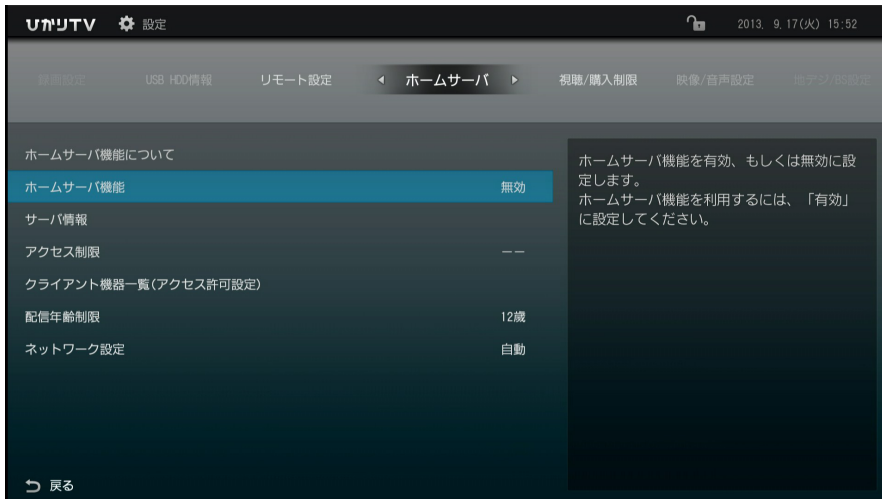 ひかりTV 設定 2013. 9.17(火) 15:52
録画設定 USB HDD情報 リモート設定 ホームサーバ 視聴/購入制限 映像/音声設定 地デジ/BS設定
ホームサーバ機能について
ホームサーバ機能 無効
サーバ情報
アクセス制限 −−
クライアント機器一覧(アクセス許可設定)
配信年齢制限 12歳
ネットワーク設定 自動
ホームサーバ機能を有効、もしくは無効に設
定します。
ホームサーバ機能を利用するには、「有効」
に設定してください。
戻る